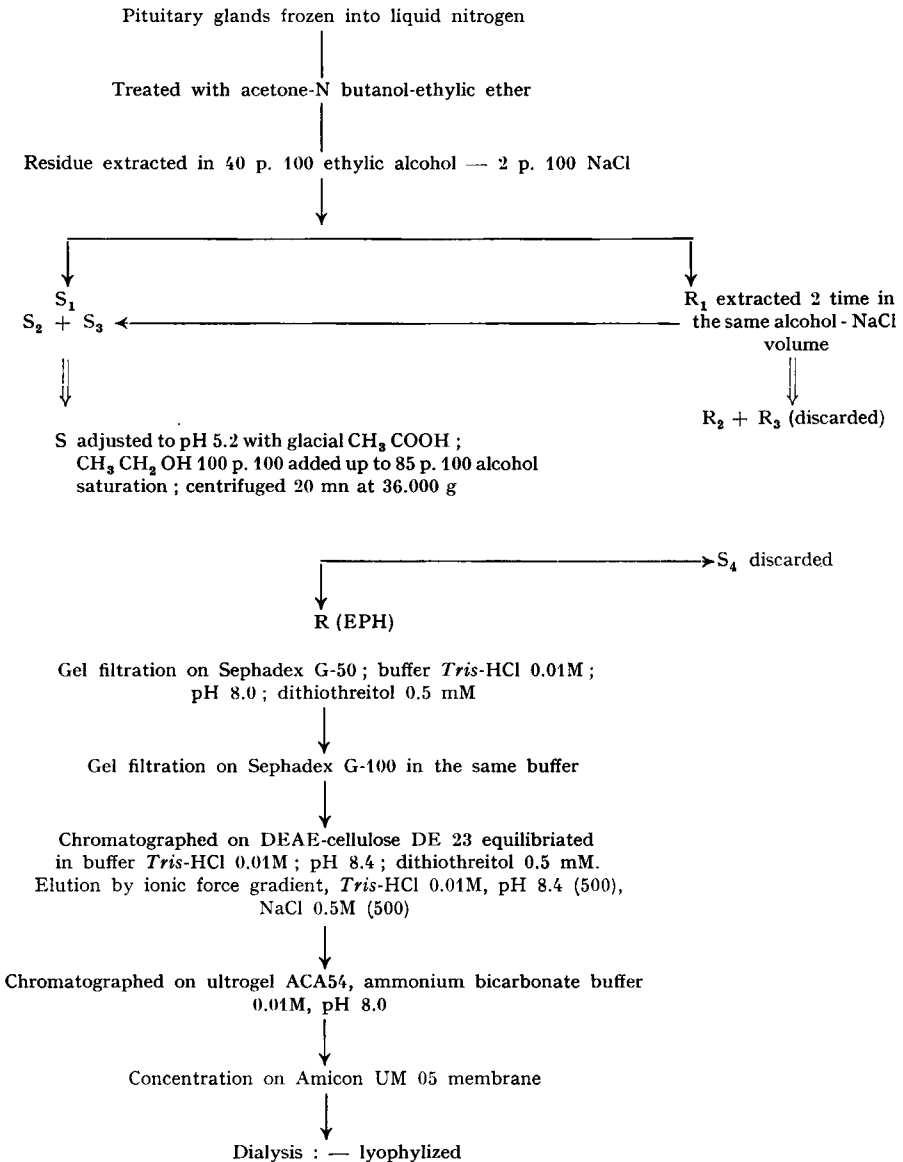 Pituitary glands frozen into liquid nitrogen
Treated with acetone-N butanol-ethylic ether
Residue extracted in 40 p. 100 ethylic alcohol — 2 p. 100 NaCl
S₁
S₂ + S₃
R₁ extracted 2 time in
the same alcohol - NaCl
volume
R₂ + R₃ (discarded)
S adjusted to pH 5.2 with glacial CH₃ COOH ;
CH₃ CH₂ OH 100 p. 100 added up to 85 p. 100 alcohol
saturation ; centrifuged 20 mn at 36.000 g
S₄ discarded
R (EPH)
Gel filtration on Sephadex G-50 ; buffer Tris-HCl 0.01M ;
pH 8.0 ; dithiothreitol 0.5 mM
Gel filtration on Sephadex G-100 in the same buffer
Chromatographed on DEAE-cellulose DE 23 equilibriated
in buffer Tris-HCl 0.01M ; pH 8.4 ; dithiothreitol 0.5 mM.
Elution by ionic force gradient, Tris-HCl 0.01M, pH 8.4 (500),
NaCl 0.5M (500)
Chromatographed on ultrogel ACA54, ammonium bicarbonate buffer
0.01M, pH 8.0
Concentration on Amicon UM 05 membrane
Dialysis : — lyophylized